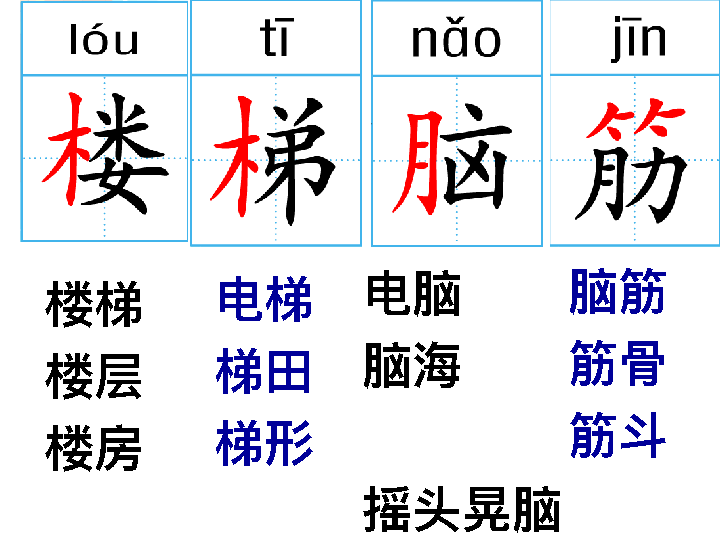 lóu tī nǎo jīn
楼 梯 脑 筋
楼梯 电梯 电脑 脑筋
楼层 梯田 脑海 筋骨
楼房 梯形 筋斗
摇头晃脑